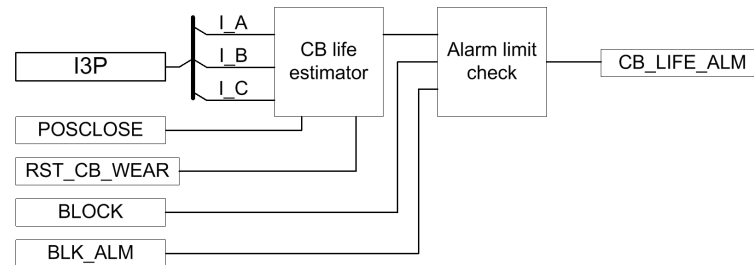 I_A
I_B
I_C
I3P
CB life
estimator
Alarm limit
check
CB_LIFE_ALM
POSCLOSE
RST_CB_WEAR
BLOCK
BLK_ALM